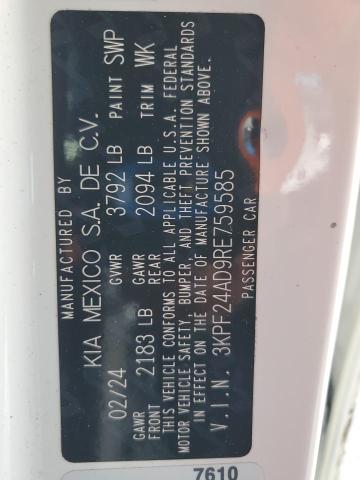 MANUFACTURED BY
KIA MEXICO S.A. DE C.V.
02/24 GVWR 3792 LB PAINT SWP
GAWR FRONT 2183 LB GAWR REAR 2094 LB TRIM WK
THIS VEHICLE CONFORMS TO ALL APPLICABLE U.S.A. FEDERAL
MOTOR VEHICLE SAFETY, BUMPER, AND THEFT PREVENTION STANDARDS
IN EFFECT ON THE DATE OF MANUFACTURE SHOWN ABOVE.
V.I.N. 3KPF24AD9RE759585
PASSENGER CAR
7610